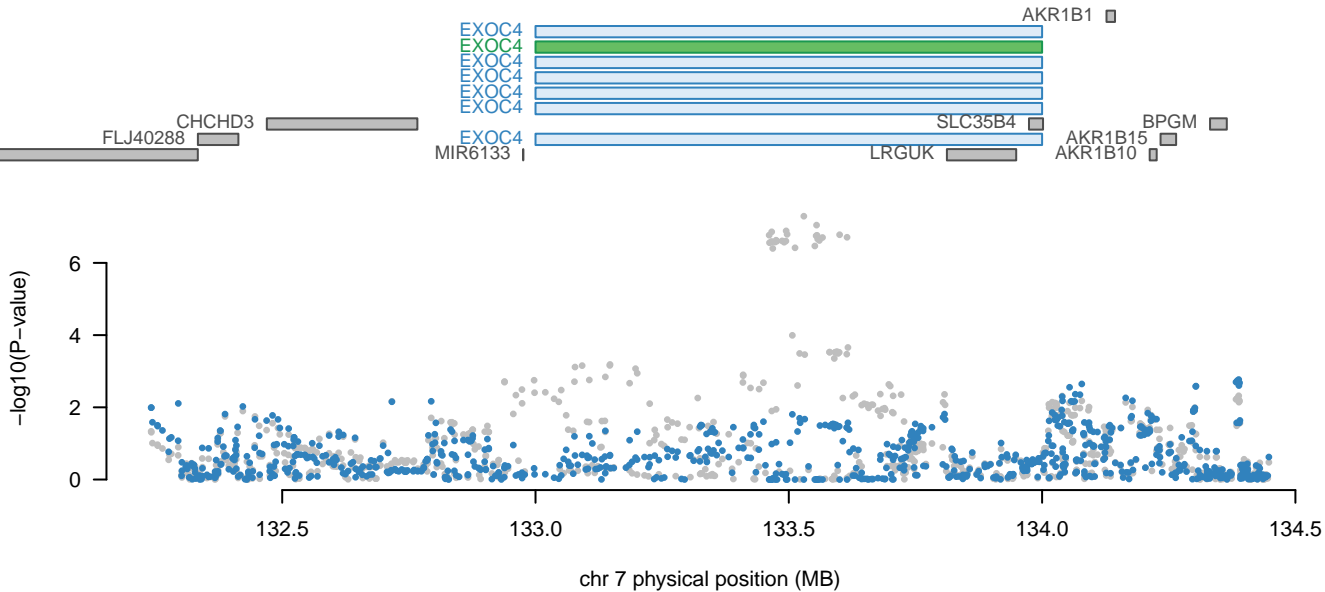 AKR1B1
EXOC4
EXOC4
EXOC4
EXOC4
EXOC4
EXOC4
CHCHD3 SLC35B4 BPGM
FLJ40288 EXOC4 AKR1B15
MIR6133 LRGUK AKR1B10
−log10(P−value)
6
4
2
0
132.5 133.0 133.5 134.0 134.5
chr 7 physical position (MB)